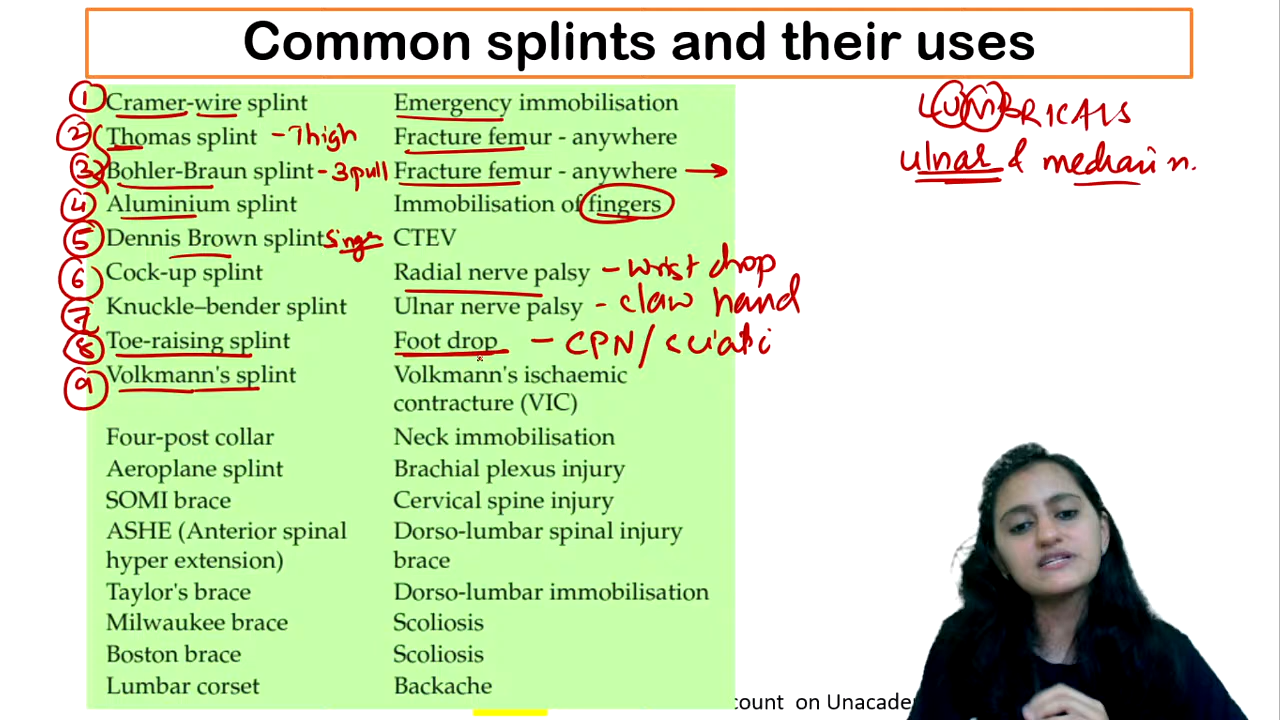 Common splints and their uses
1 Cramer-wire splint Emergency immobilisation
2 Thomas splint - Thigh Fracture femur - anywhere
3 Bohler-Braun splint - 3 pull Fracture femur - anywhere →
4 Aluminium splint Immobilisation of fingers
5 Dennis Brown splint CTEV
6 Cock-up splint Radial nerve palsy - wrist drop
7 Knuckle–bender splint Ulnar nerve palsy - claw hand
8 Toe-raising splint Foot drop - CPN/sciati
9 Volkmann's splint Volkmann's ischaemic
contracture (VIC)
Four-post collar Neck immobilisation
Aeroplane splint Brachial plexus injury
SOMI brace Cervical spine injury
ASHE (Anterior spinal Dorso-lumbar spinal injury
hyper extension) brace
Taylor's brace Dorso-lumbar immobilisation
Milwaukee brace Scoliosis
Boston brace Scoliosis
Lumbar corset Backache
LUMBRICALS
ulnar & median n.
count on Unacade